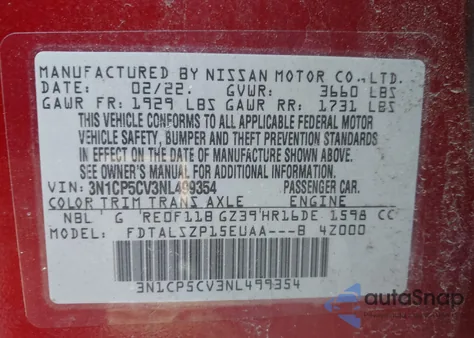 MANUFACTURED BY NISSAN MOTOR CO., LTD.
DATE: 02/22 GVWR: 3660 LBS
GAWR FR: 1929 LBS GAWR RR: 1731 LBS
THIS VEHICLE CONFORMS TO ALL APPLICABLE FEDERAL MOTOR
VEHICLE SAFETY, BUMPER AND THEFT PREVENTION STANDARDS
IN EFFECT ON THE DATE OF MANUFACTURE SHOWN ABOVE.
SEE OWNER'S MANUAL FOR ADDITIONAL INFORMATION.
VIN: 3N1CP5CV3NL499354 PASSENGER CAR.
COLOR TRIM TRANS AXLE ENGINE
NBL G RE0F11B GZ39 HR16DE 1598 CC
MODEL: FDTALSZP15EUAA---B 4Z000
3N1CP5CV3NL499354
autoSnap